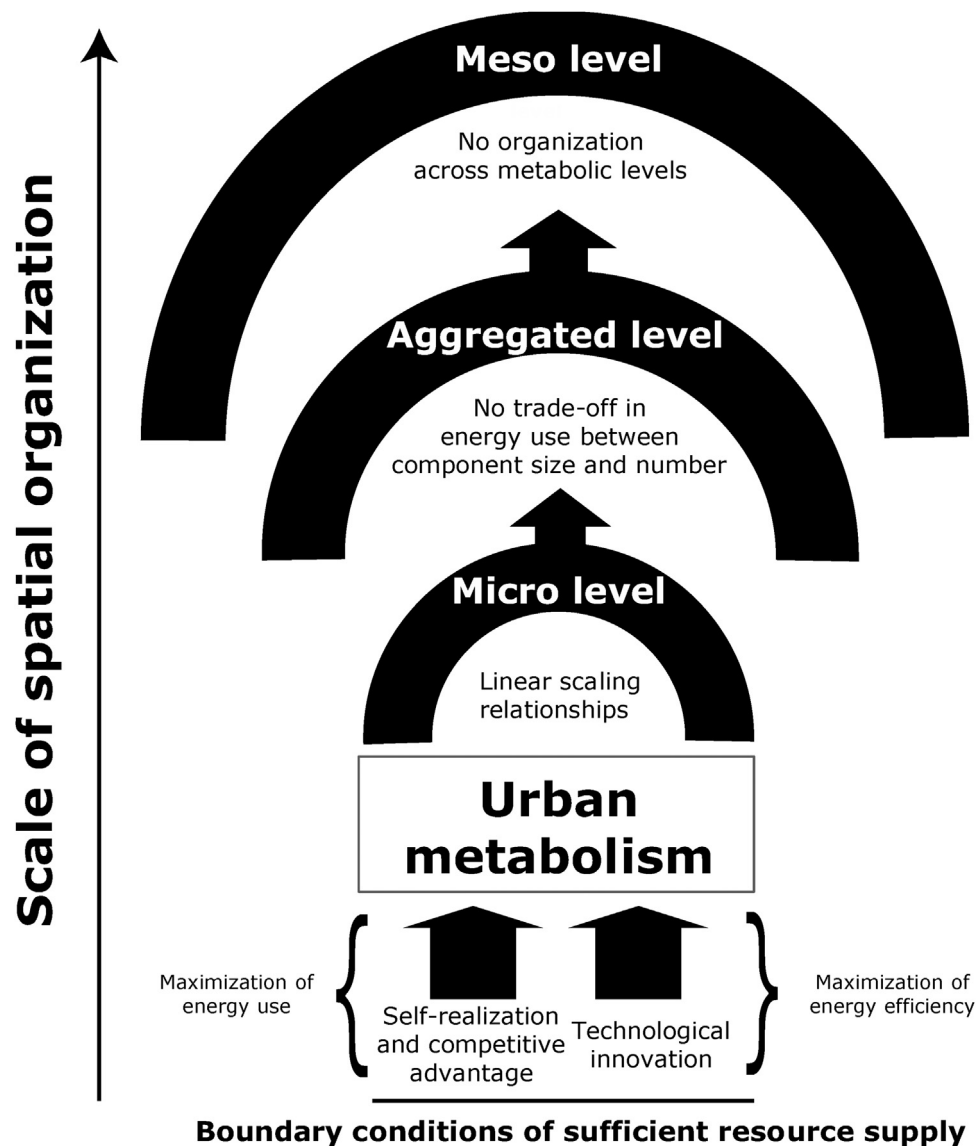 Scale of spatial organization
Meso level
No organization
across metabolic levels
Aggregated level
No trade-off in
energy use between
component size and number
Micro level
Linear scaling
relationships
Urban
metabolism
Maximization of
energy use
Self-realization
and competitive
advantage
Technological
innovation
Maximization of
energy efficiency
Boundary conditions of sufficient resource supply